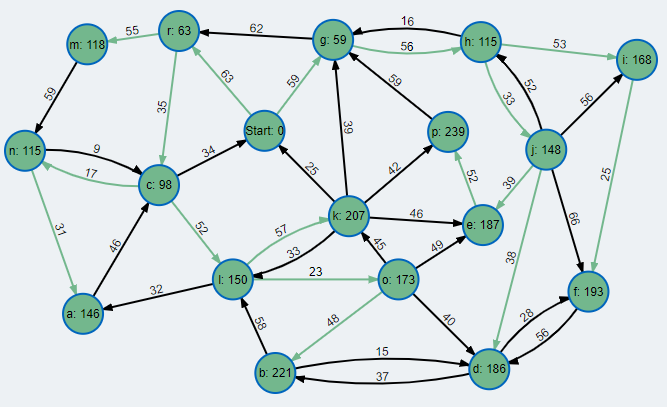 r: 63
62
g: 59
16
h: 115
55
m: 118
56
53
i: 168
63
59
59
35
33
52
56
59
39
Start: 0
p: 239
n: 115
9
34
42
j: 148
17
c: 98
25
52
39
25
52
57
k: 207
46
e: 187
66
31
46
33
45
49
38
l: 150
23
o: 173
32
f: 193
a: 146
48
40
28
58
56
15
b: 221
37
d: 186